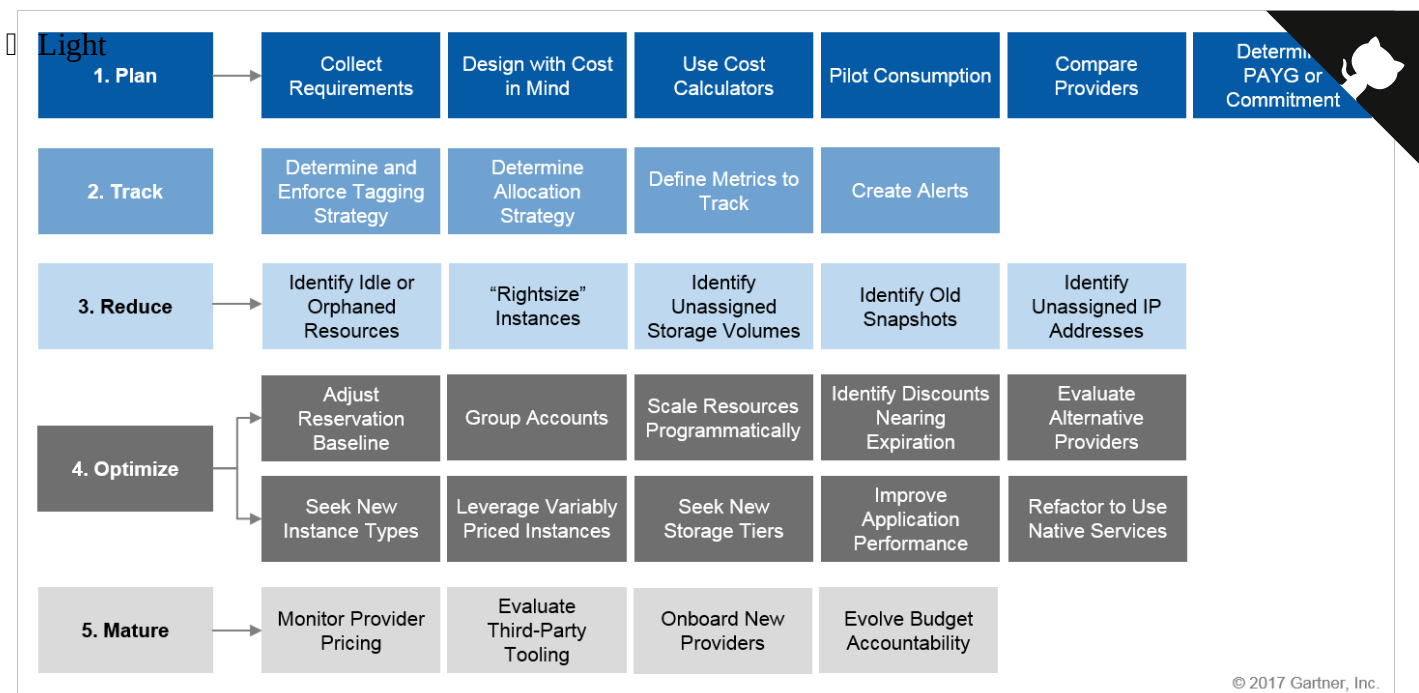 Light
1. Plan
Collect
Requirements
Design with Cost
in Mind
Use Cost
Calculators
Pilot Consumption
Compare
Providers
PAYG or
Commitment
2. Track
Determine and
Enforce Tagging
Strategy
Determine
Allocation
Strategy
Define Metrics to
Track
Create Alerts
3. Reduce
Identify Idle or
Orphaned
Resources
“Rightsize”
Instances
Identify
Unassigned
Storage Volumes
Identify Old
Snapshots
Identify
Unassigned IP
Addresses
4. Optimize
Adjust
Reservation
Baseline
Group Accounts
Scale Resources
Programmatically
Identify Discounts
Nearing
Expiration
Evaluate
Alternative
Providers
Seek New
Instance Types
Leverage Variably
Priced Instances
Seek New
Storage Tiers
Improve
Application
Performance
Refactor to Use
Native Services
5. Mature
Monitor Provider
Pricing
Evaluate
Third-Party
Tooling
Onboard New
Providers
Evolve Budget
Accountability
© 2017 Gartner, Inc.